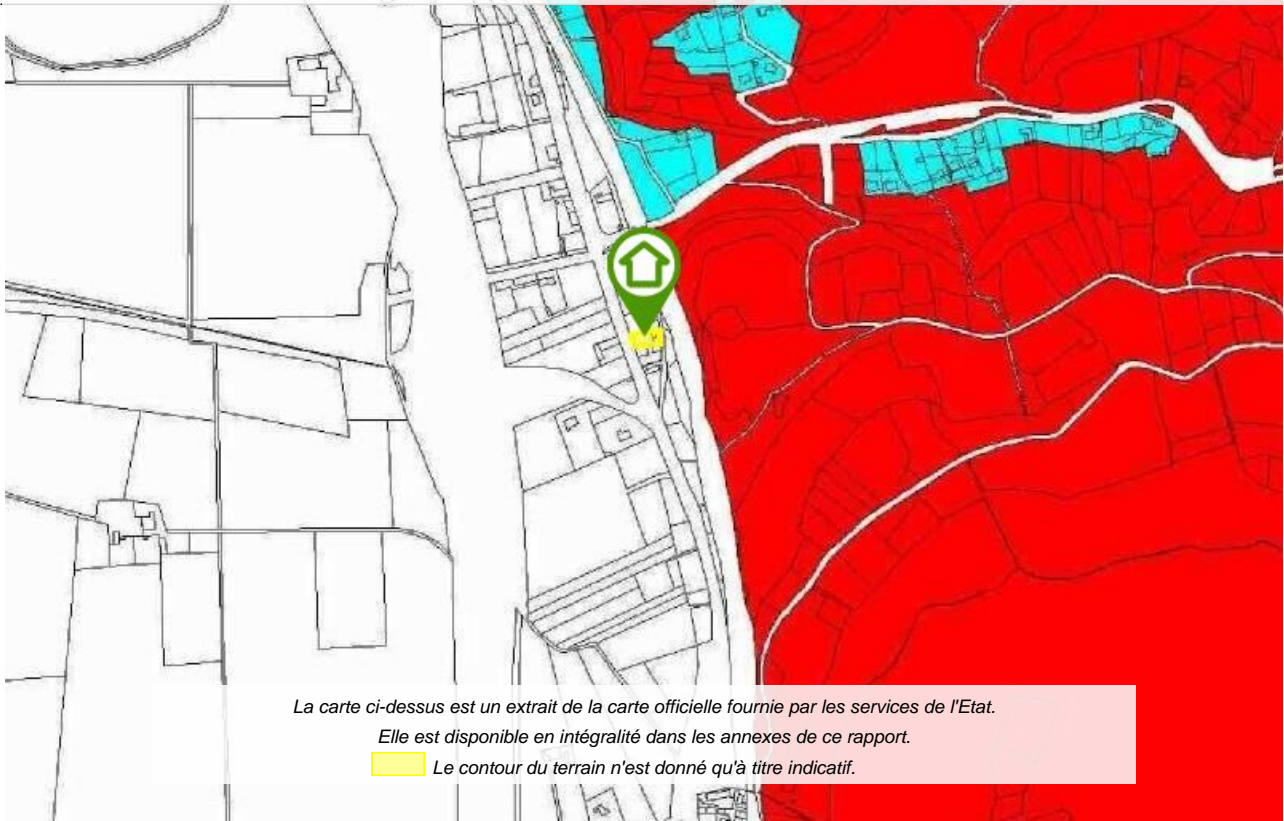 La carte ci-dessus est un extrait de la carte officielle fournie par les services de l'Etat.
Elle est disponible en intégralité dans les annexes de ce rapport.
Le contour du terrain n'est donné qu'à titre indicatif.